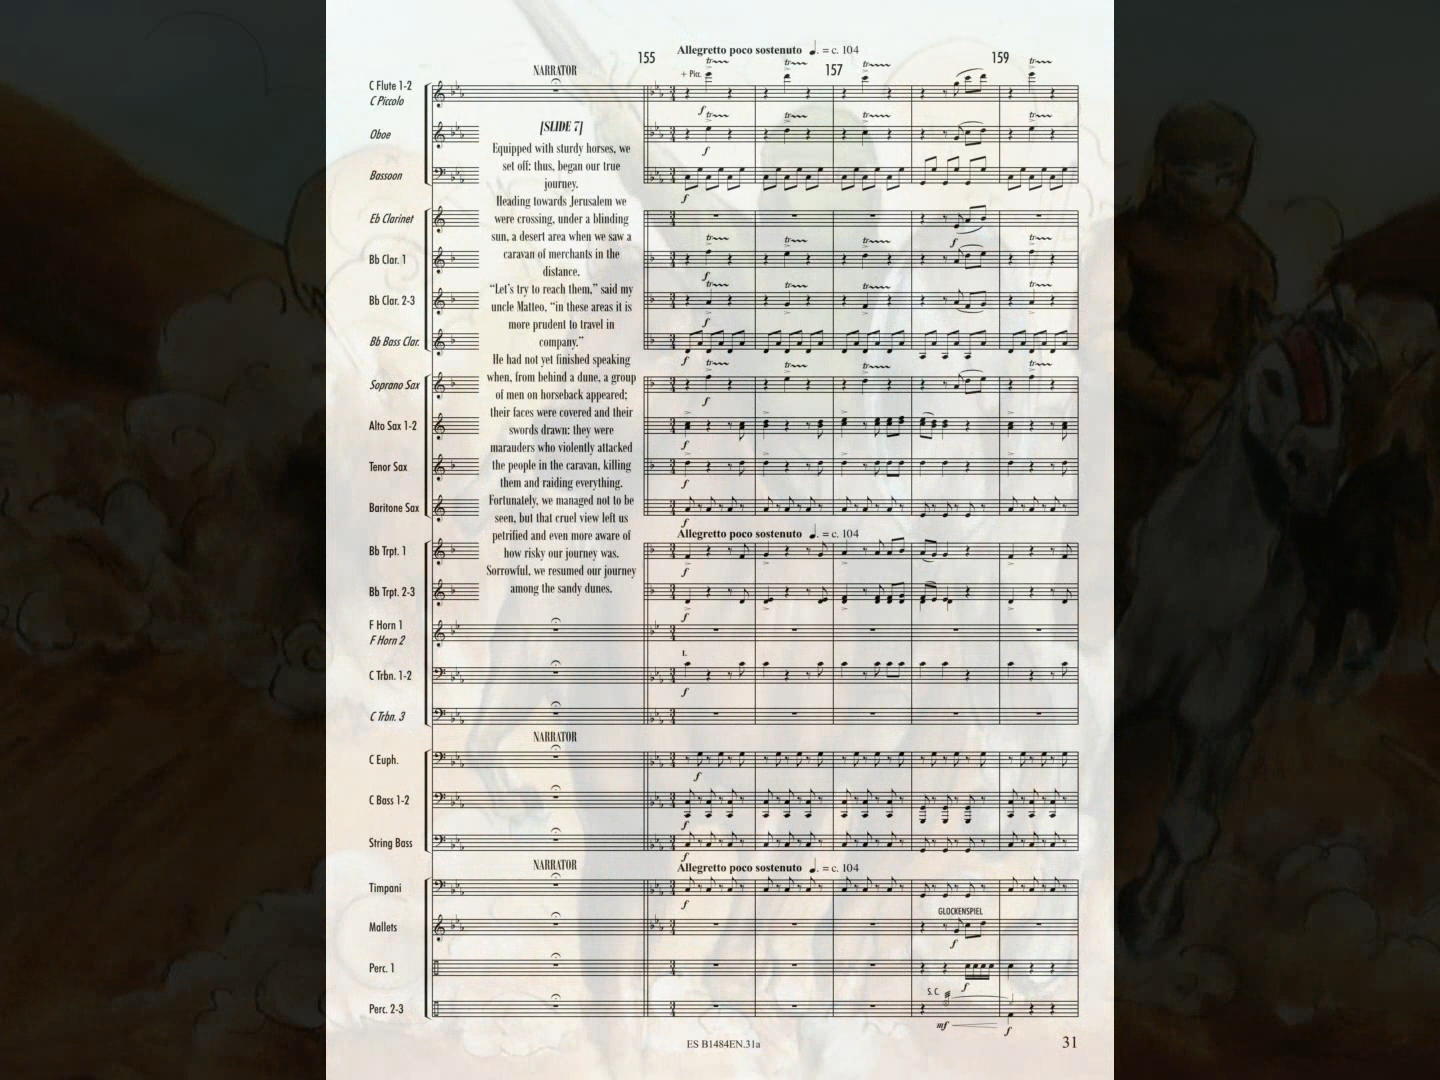 155
Allegretto poco sostenuto ♩. = c. 104
157
159
NARRATOR
+ Picc.
C Flute 1-2
C Piccolo
Oboe
Bassoon
Eb Clarinet
Bb Clar. 1
Bb Clar. 2-3
Bb Bass Clar.
Soprano Sax
Alto Sax 1-2
Tenor Sax
Baritone Sax
[SLIDE 7]
Equipped with sturdy horses, we
set off: thus, began our true
journey.
Heading towards Jerusalem we
were crossing, under a blinding
sun, a desert area when we saw a
caravan of merchants in the
distance.
“Let’s try to reach them,” said my
uncle Matteo, “in these areas it is
more prudent to travel in
company.”
He had not yet finished speaking
when, from behind a dune, a group
of men on horseback appeared;
their faces were covered and their
swords drawn: they were
marauders who violently attacked
the people in the caravan, killing
them and raiding everything.
Fortunately, we managed not to be
seen, but that cruel view left us
petrified and even more aware of
how risky our journey was.
Sorrowful, we resumed our journey
among the sandy dunes.
Allegretto poco sostenuto ♩. = c. 104
Bb Trpt. 1
Bb Trpt. 2-3
F Horn 1
F Horn 2
C Trbn. 1-2
C Trbn. 3
1.
NARRATOR
C Euph.
C Bass 1-2
String Bass
NARRATOR
Allegretto poco sostenuto ♩. = c. 104
Timpani
Mallets
GLOCKENSPIEL
Perc. 1
Perc. 2-3
S. C.
mf
f
ES B1484EN.31a
31